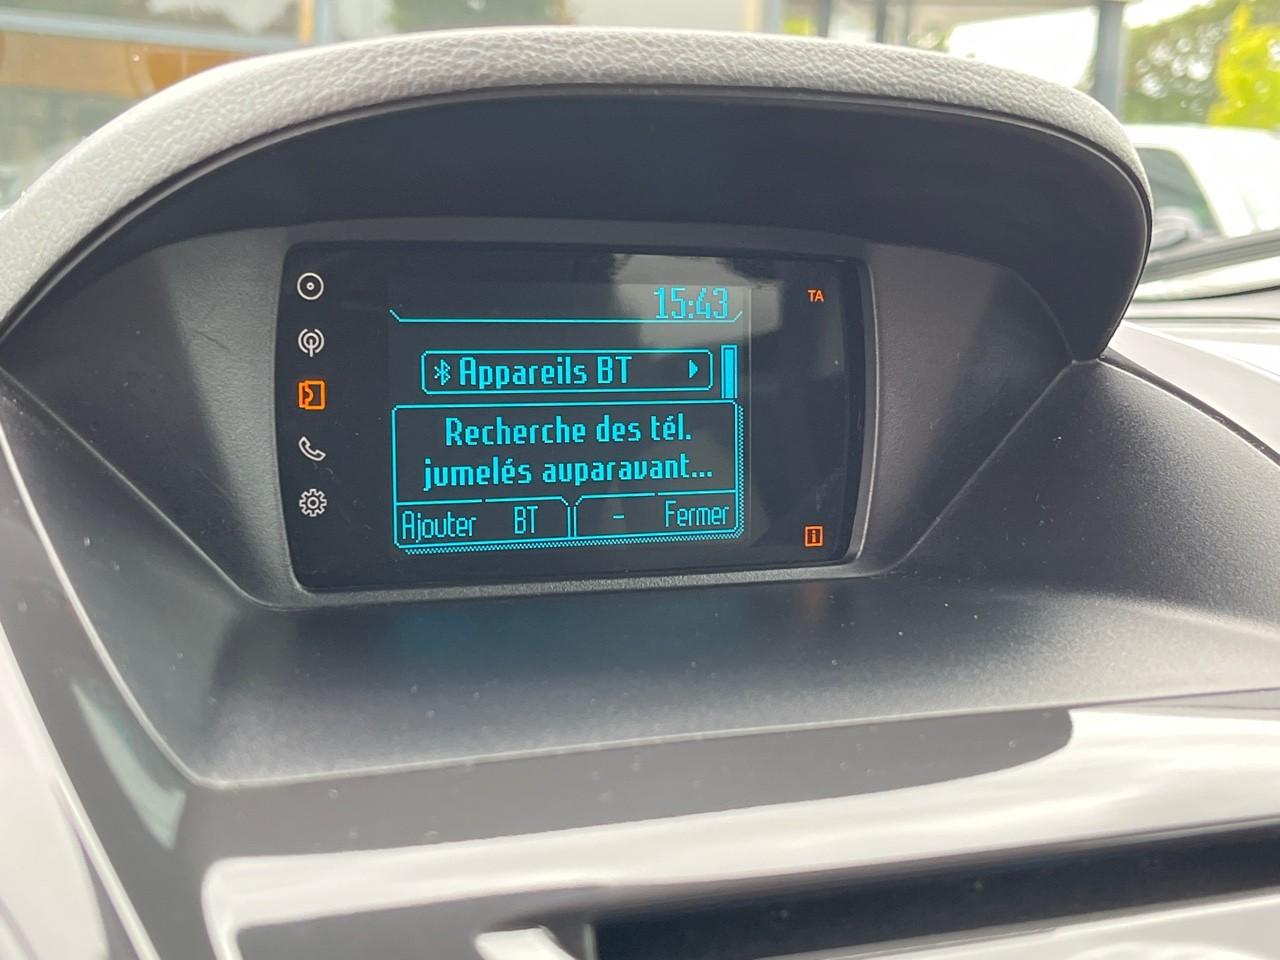 15:43
TA
Appareils BT
Recherche des tél.
jumelés auparavant...
Ajouter BT - Fermer
i